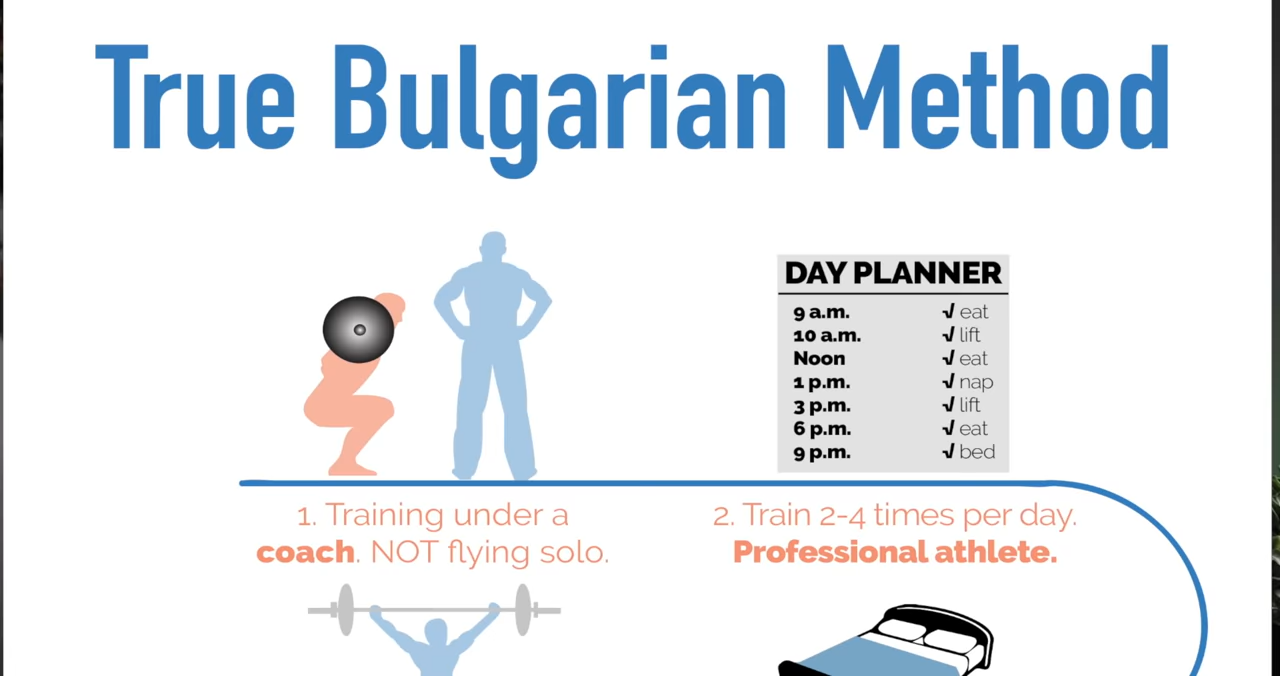 True Bulgarian Method
DAY PLANNER
9 a.m. √ eat
10 a.m. √ lift
Noon √ eat
1 p.m. √ nap
3 p.m. √ lift
6 p.m. √ eat
9 p.m. √ bed
1. Training under a
coach. NOT flying solo.
2. Train 2-4 times per day.
Professional athlete.